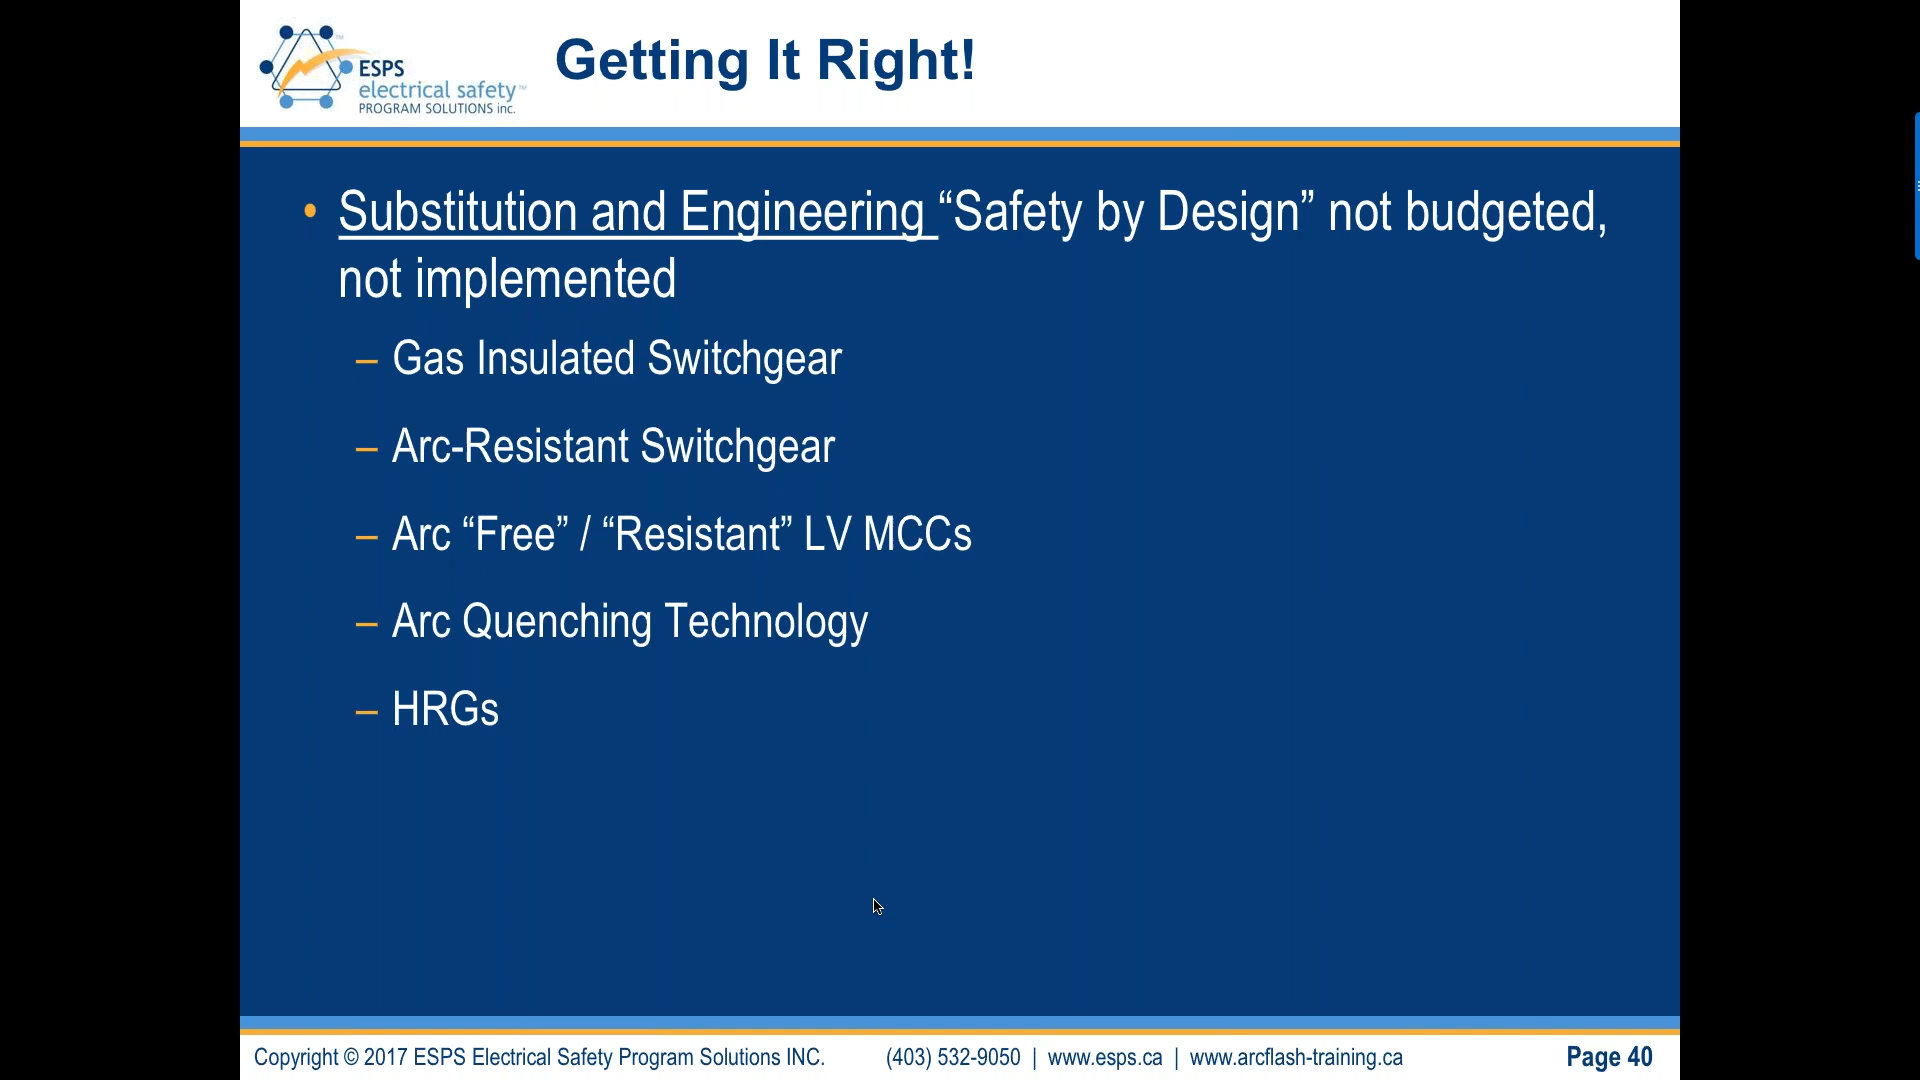 ESPS
electrical safety™
PROGRAM SOLUTIONS inc.
Getting It Right!
• Substitution and Engineering “Safety by Design” not budgeted,
not implemented
– Gas Insulated Switchgear
– Arc-Resistant Switchgear
– Arc “Free” / “Resistant” LV MCCs
– Arc Quenching Technology
– HRGs
Copyright © 2017 ESPS Electrical Safety Program Solutions INC. (403) 532-9050 | www.esps.ca | www.arcflash-training.ca Page 40